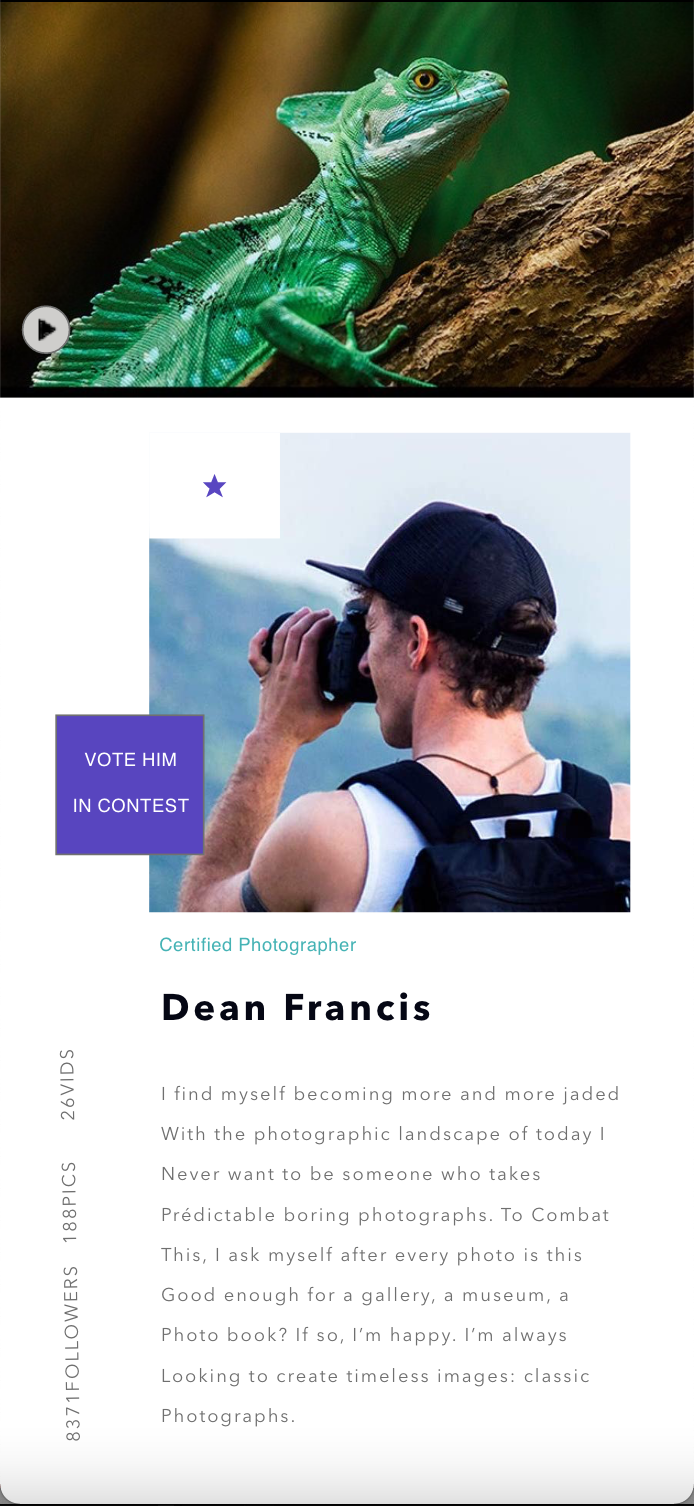 VOTE HIM
IN CONTEST
Certified Photographer
Dean Francis
26VIDS
188PICS
8371FOLLOWERS
I find myself becoming more and more jaded
With the photographic landscape of today I
Never want to be someone who takes
Prédictable boring photographs. To Combat
This, I ask myself after every photo is this
Good enough for a gallery, a museum, a
Photo book? If so, I’m happy. I’m always
Looking to create timeless images: classic
Photographs.